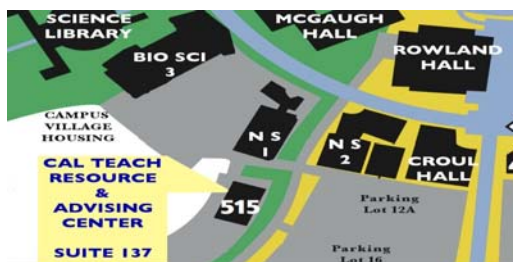 SCIENCE
LIBRARY
McGAUGH
HALL
ROWLAND
HALL
BIO SCI
3
CAMPUS
VILLAGE
HOUSING
N S
1
N S
2
CROUL
HALL
CAL TEACH
RESOURCE
&
ADVISING
CENTER
SUITE 137
515
Parking
Lot 12A
Parking
Lot 16